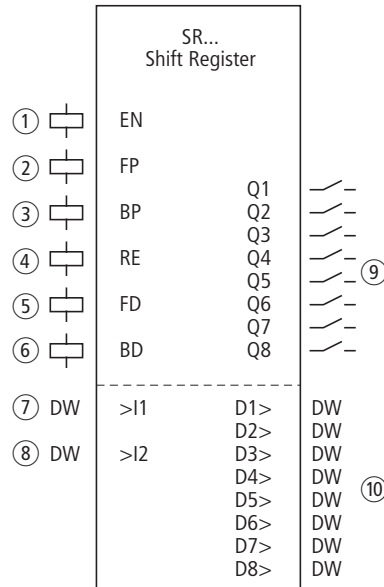 SR...
Shift Register
① EN
② FP
Q1
③ BP Q2
Q3
④ RE Q4
Q5 ⑨
⑤ FD Q6
Q7
⑥ BD Q8
⑦ DW >I1 D1> DW
D2> DW
⑧ DW >I2 D3> DW
D4> DW
D5> DW ⑩
D6> DW
D7> DW
D8> DW